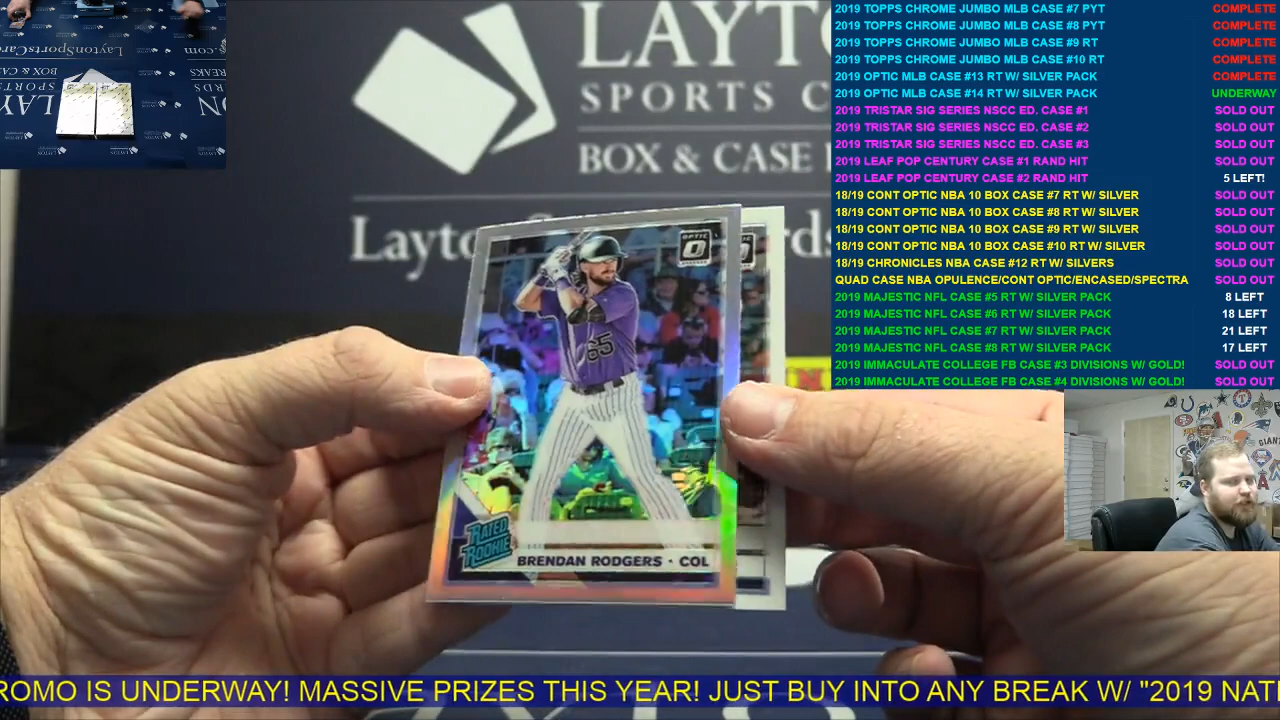 LAYTON
SPORTS C
BOX & CASE
LaytonSportsCards
OPTIC
65
RATED ROOKIE
BRENDAN RODGERS · COL
2019 TOPPS CHROME JUMBO MLB CASE #7 PYT COMPLETE
2019 TOPPS CHROME JUMBO MLB CASE #8 PYT COMPLETE
2019 TOPPS CHROME JUMBO MLB CASE #9 RT COMPLETE
2019 TOPPS CHROME JUMBO MLB CASE #10 RT COMPLETE
2019 OPTIC MLB CASE #13 RT W/ SILVER PACK COMPLETE
2019 OPTIC MLB CASE #14 RT W/ SILVER PACK UNDERWAY
2019 TRISTAR SIG SERIES NSCC ED. CASE #1 SOLD OUT
2019 TRISTAR SIG SERIES NSCC ED. CASE #2 SOLD OUT
2019 TRISTAR SIG SERIES NSCC ED. CASE #3 SOLD OUT
2019 LEAF POP CENTURY CASE #1 RAND HIT SOLD OUT
2019 LEAF POP CENTURY CASE #2 RAND HIT 5 LEFT!
18/19 CONT OPTIC NBA 10 BOX CASE #7 RT W/ SILVER SOLD OUT
18/19 CONT OPTIC NBA 10 BOX CASE #8 RT W/ SILVER SOLD OUT
18/19 CONT OPTIC NBA 10 BOX CASE #9 RT W/ SILVER SOLD OUT
18/19 CONT OPTIC NBA 10 BOX CASE #10 RT W/ SILVER SOLD OUT
18/19 CHRONICLES NBA CASE #12 RT W/ SILVERS SOLD OUT
QUAD CASE NBA OPULENCE/CONT OPTIC/ENCASED/SPECTRA SOLD OUT
2019 MAJESTIC NFL CASE #5 RT W/ SILVER PACK 8 LEFT
2019 MAJESTIC NFL CASE #6 RT W/ SILVER PACK 18 LEFT
2019 MAJESTIC NFL CASE #7 RT W/ SILVER PACK 21 LEFT
2019 MAJESTIC NFL CASE #8 RT W/ SILVER PACK 17 LEFT
2019 IMMACULATE COLLEGE FB CASE #3 DIVISIONS W/ GOLD! SOLD OUT
2019 IMMACULATE COLLEGE FB CASE #4 DIVISIONS W/ GOLD! SOLD OUT
ROMO IS UNDERWAY! MASSIVE PRIZES THIS YEAR! JUST BUY INTO ANY BREAK W/ "2019 NATI